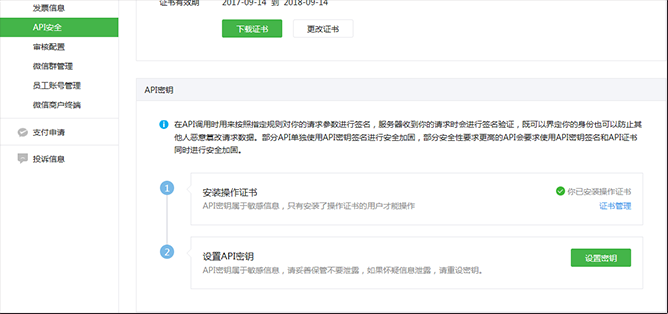 发票信息
API安全
审核配置
微信群管理
员工账号管理
微信商户终端
支付申请
投诉信息
证书有效期 2017-09-14 到 2018-09-14
下载证书 更改证书
API密钥
在API调用时用来按照指定规则对你的请求参数进行签名，服务器收到你的请求时会进行签名验证，既可以界定你的身份也可以防止其
他人恶意篡改请求数据。部分API单独使用API密钥签名进行安全加固，部分安全性要求更高的API会要求使用API密钥签名和API证书
同时进行安全加固。
1
安装操作证书
你已安装操作证书
API密钥属于敏感信息，只有安装了操作证书的用户才能操作
证书管理
2
设置API密钥
设置密钥
API密钥属于敏感信息，请妥善保管不要泄露，如果怀疑信息泄露，请重设密钥。